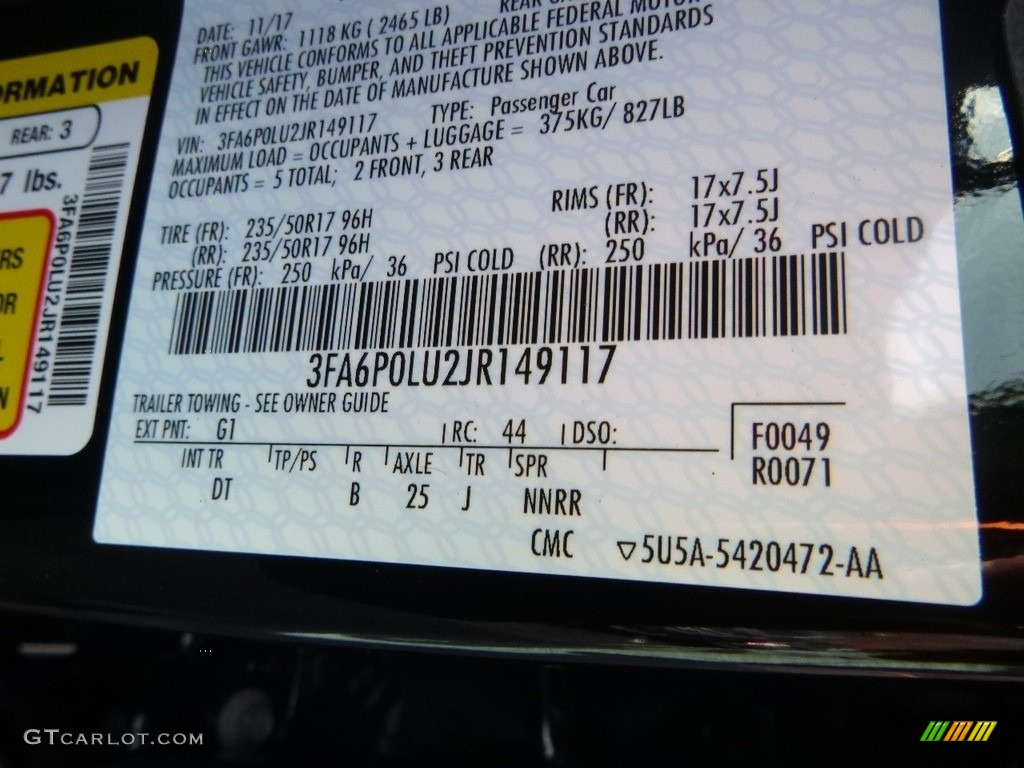 DATE: 11/17
FRONT GAWR: 1118 KG ( 2465 LB)
THIS VEHICLE CONFORMS TO ALL APPLICABLE FEDERAL MOTOR
VEHICLE SAFETY, BUMPER, AND THEFT PREVENTION STANDARDS
IN EFFECT ON THE DATE OF MANUFACTURE SHOWN ABOVE.
VIN: 3FA6P0LU2JR149117 TYPE: Passenger Car
MAXIMUM LOAD = OCCUPANTS + LUGGAGE = 375KG/ 827LB
OCCUPANTS = 5 TOTAL; 2 FRONT, 3 REAR
TIRE (FR): 235/50R17 96H RIMS (FR): 17x7.5J
(RR): 235/50R17 96H (RR): 17x7.5J
PRESSURE (FR): 250 kPa/ 36 PSI COLD (RR): 250 kPa/ 36 PSI COLD
3FA6P0LU2JR149117
TRAILER TOWING - SEE OWNER GUIDE
EXT PNT: G1 RC: 44 DSO: F0049
R0071
INT TR TP/PS R AXLE TR SPR
DT B 25 J NNRR
CMC ▽5U5A-5420472-AA
REAR: 3
7 lbs.
3FA6P0LU2JR149117
GTCARLOT.COM